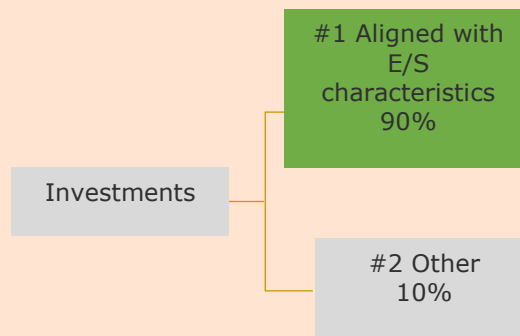 #1 Aligned with
E/S
characteristics
90%
Investments
#2 Other
10%